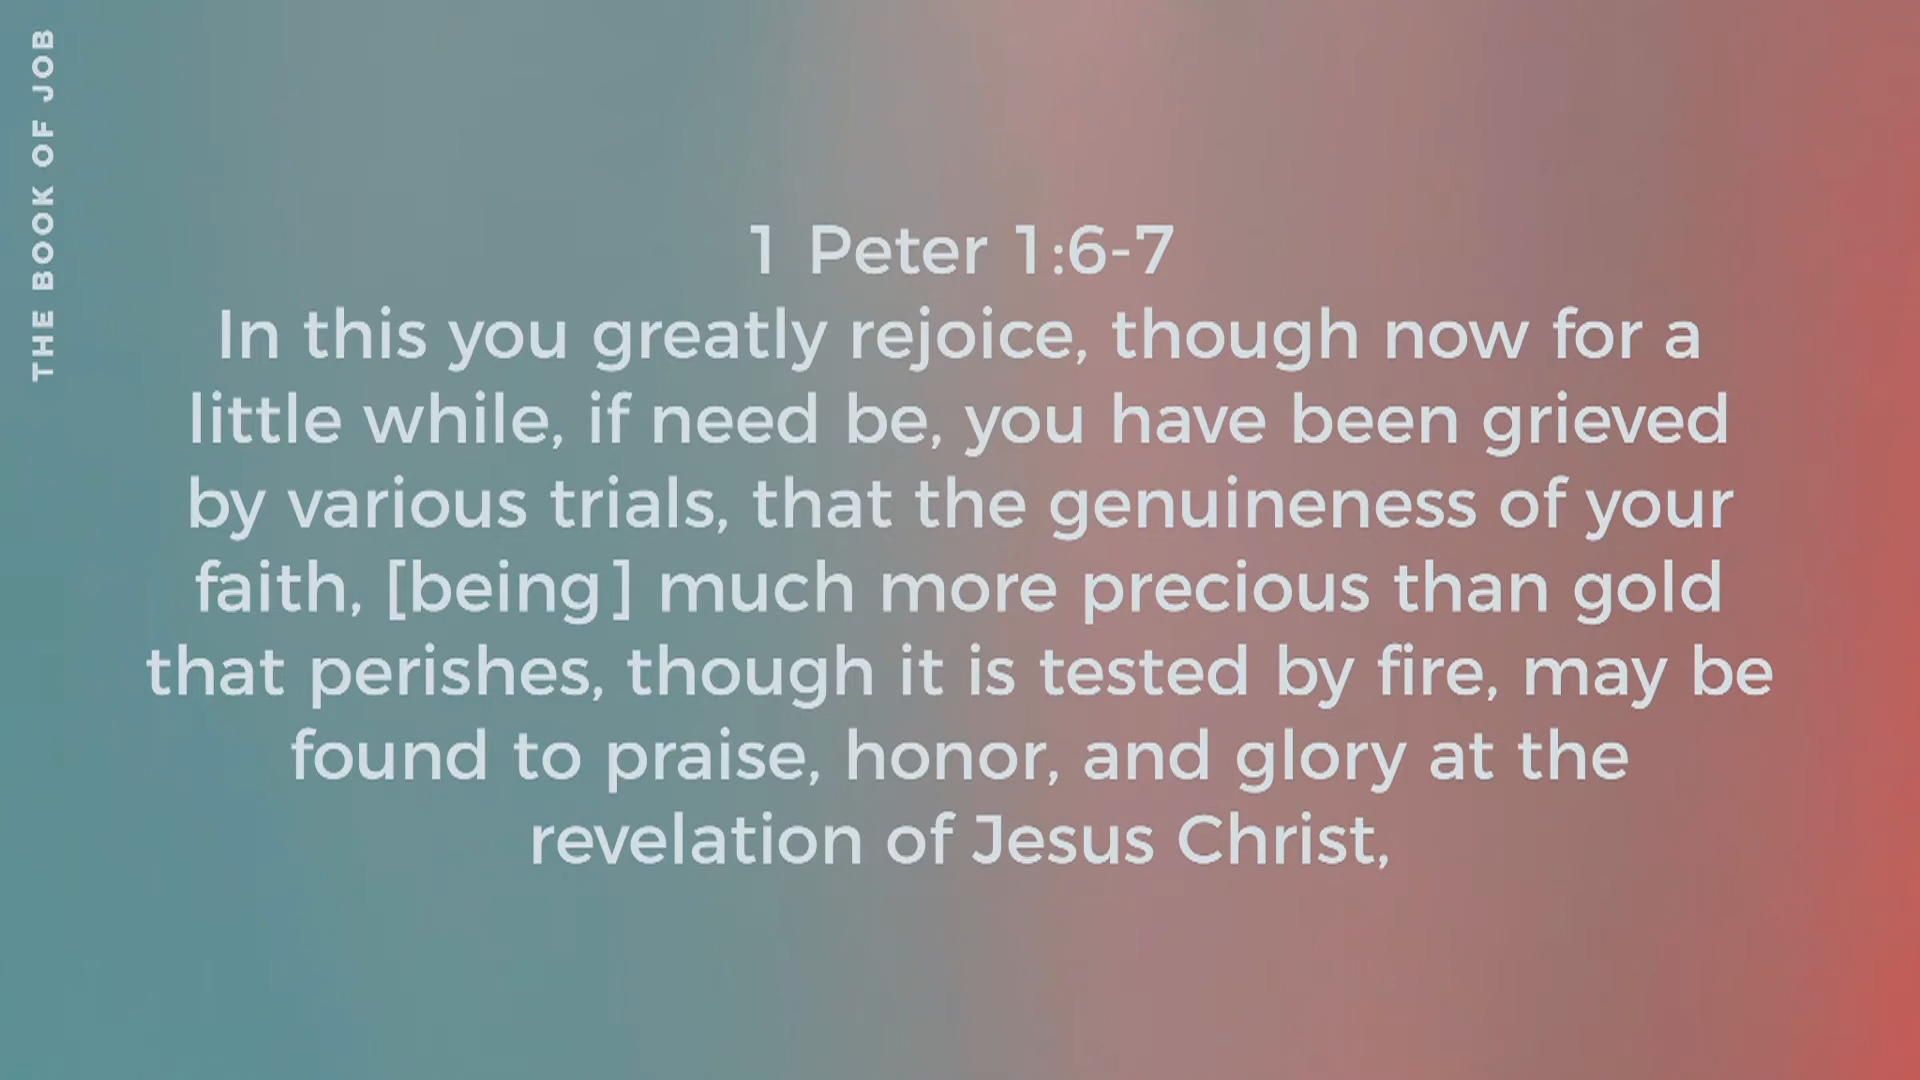 THE BOOK OF JOB
1 Peter 1:6-7
In this you greatly rejoice, though now for a
little while, if need be, you have been grieved
by various trials, that the genuineness of your
faith, [being] much more precious than gold
that perishes, though it is tested by fire, may be
found to praise, honor, and glory at the
revelation of Jesus Christ,